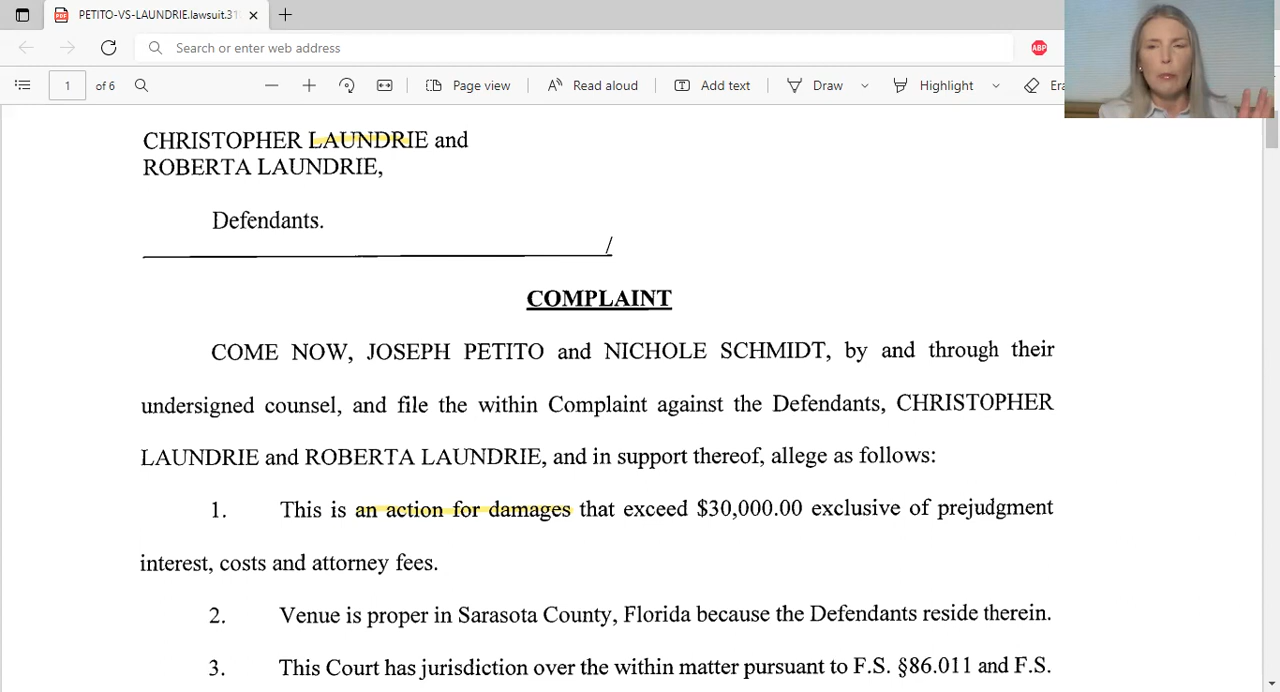 PETITO-VS-LAUNDRIE.lawsuit.31
Search or enter web address
ABP
1 of 6 Page view Read aloud Add text Draw Highlight Era
CHRISTOPHER LAUNDRIE and
ROBERTA LAUNDRIE,
Defendants.
/
COMPLAINT
COME NOW, JOSEPH PETITO and NICHOLE SCHMIDT, by and through their
undersigned counsel, and file the within Complaint against the Defendants, CHRISTOPHER
LAUNDRIE and ROBERTA LAUNDRIE, and in support thereof, allege as follows:
1. This is an action for damages that exceed $30,000.00 exclusive of prejudgment
interest, costs and attorney fees.
2. Venue is proper in Sarasota County, Florida because the Defendants reside therein.
3. This Court has jurisdiction over the within matter pursuant to F.S. §86.011 and F.S.